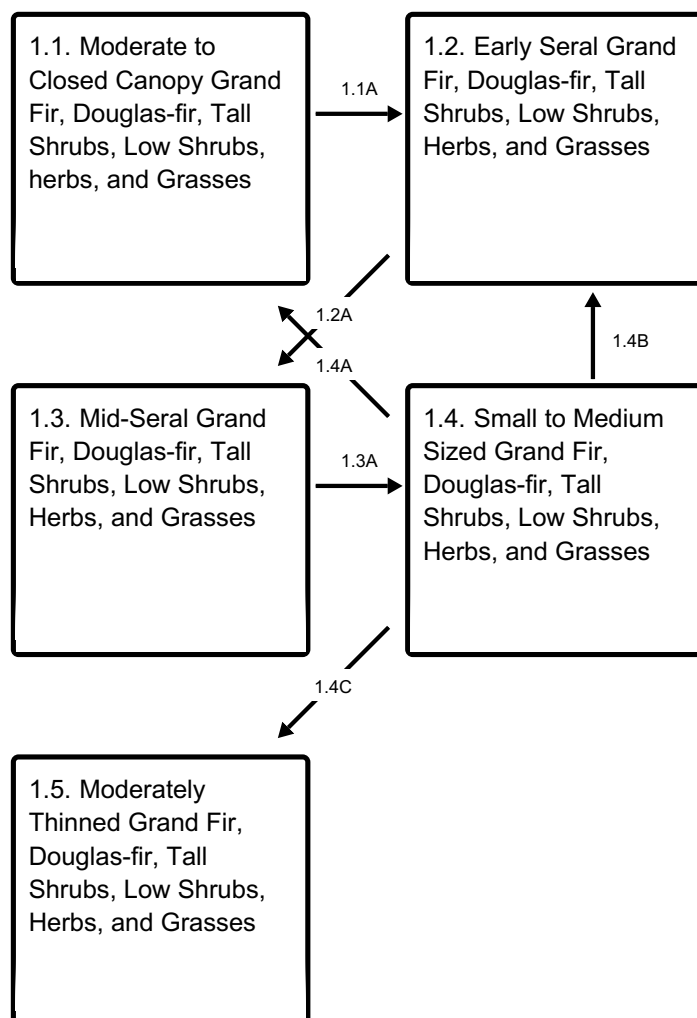 1.1. Moderate to
Closed Canopy Grand
Fir, Douglas-fir, Tall
Shrubs, Low Shrubs,
herbs, and Grasses
1.1A
1.2. Early Seral Grand
Fir, Douglas-fir, Tall
Shrubs, Low Shrubs,
Herbs, and Grasses
1.2A
1.4A
1.4B
1.3. Mid-Seral Grand
Fir, Douglas-fir, Tall
Shrubs, Low Shrubs,
Herbs, and Grasses
1.3A
1.4. Small to Medium
Sized Grand Fir,
Douglas-fir, Tall
Shrubs, Low Shrubs,
Herbs, and Grasses
1.4C
1.5. Moderately
Thinned Grand Fir,
Douglas-fir, Tall
Shrubs, Low Shrubs,
Herbs, and Grasses